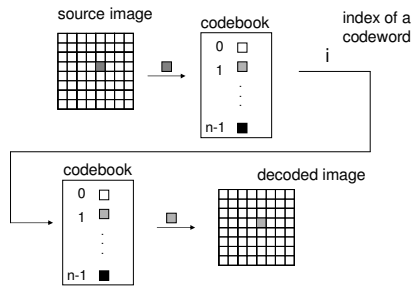 source image
codebook
index of a
codeword
0
1
i
.
.
.
n-1
codebook
decoded image
0
1
.
.
.
n-1